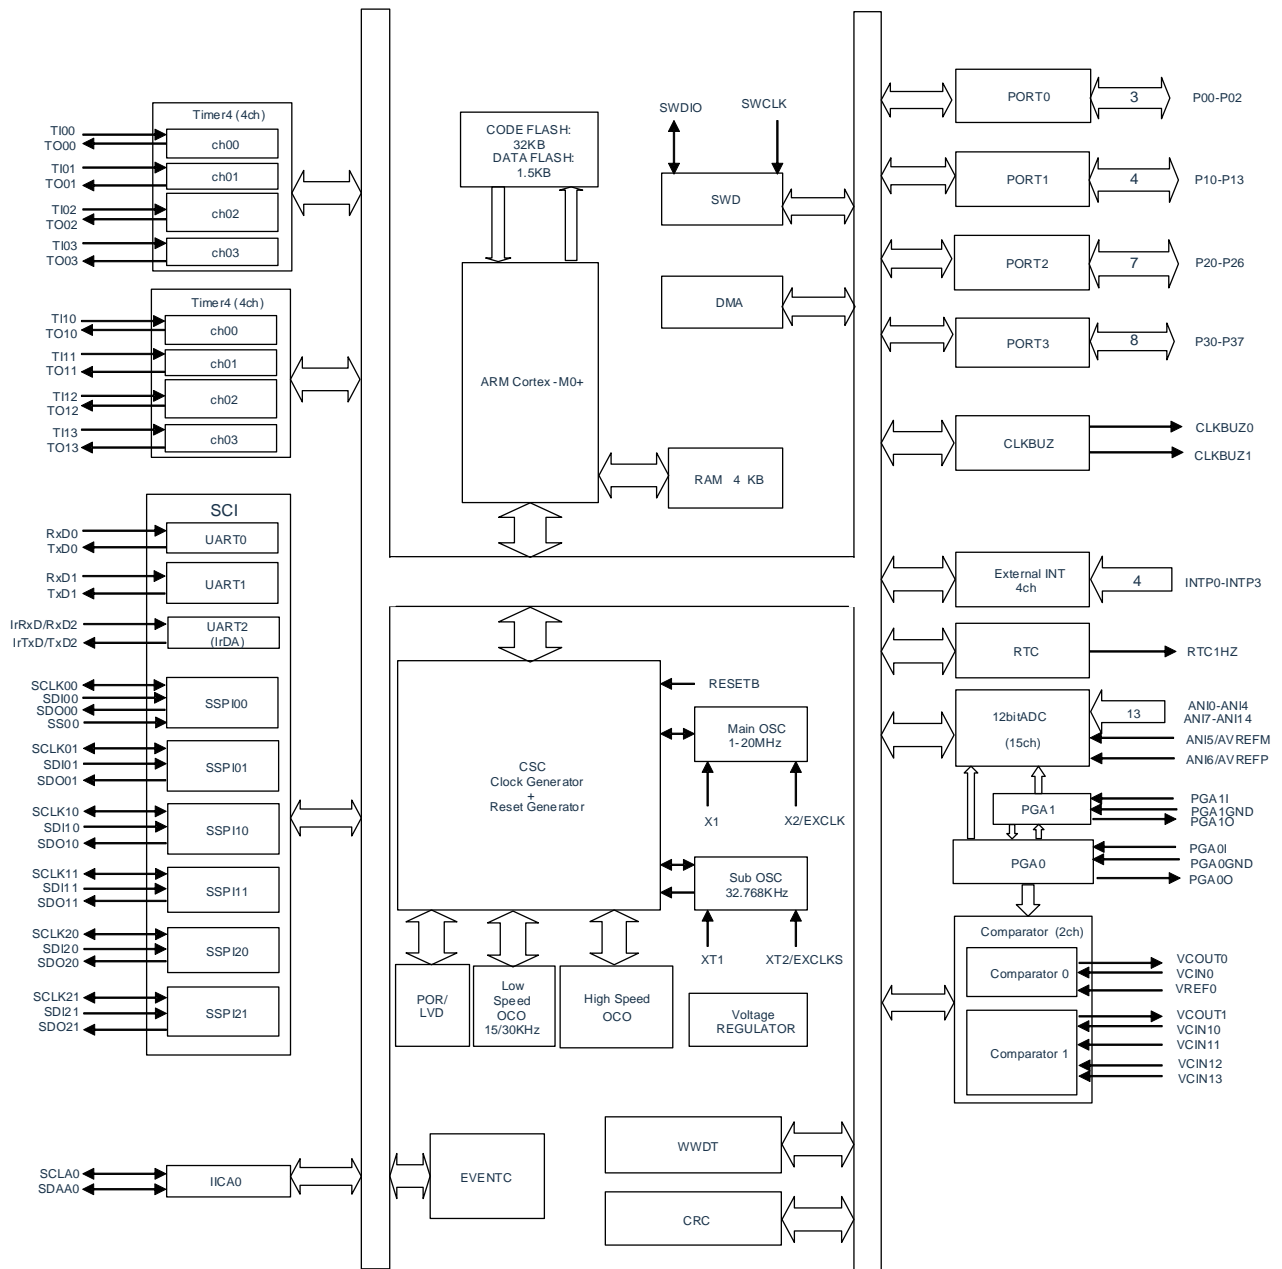 Timer4 (4ch)
TI00
TO00
ch00
TI01
TO01
ch01
TI02
TO02
ch02
TI03
TO03
ch03
Timer4 (4ch)
TI10
TO10
ch00
TI11
TO11
ch01
TI12
TO12
ch02
TI13
TO13
ch03
SCI
RxD0
TxD0
UART0
RxD1
TxD1
UART1
IrRxD/RxD2
IrTxD/TxD2
UART2
(IrDA)
SCLK00
SDI00
SDO00
SS00
SSPI00
SCLK01
SDI01
SDO01
SSPI01
SCLK10
SDI10
SDO10
SSPI10
SCLK11
SDI11
SDO11
SSPI11
SCLK20
SDI20
SDO20
SSPI20
SCLK21
SDI21
SDO21
SSPI21
SCLA0
SDAA0
IICA0
CODE FLASH:
32KB
DATA FLASH:
1.5KB
SWDIO
SWCLK
SWD
DMA
ARM Cortex-M0+
RAM 4 KB
CSC
Clock Generator
+
Reset Generator
RESETB
Main OSC
1-20MHz
X1
X2/EXCLK
Sub OSC
32.768KHz
XT1
XT2/EXCLKS
POR/
LVD
Low
Speed
OCO
15/30KHz
High Speed
OCO
Voltage
REGULATOR
EVENTC
WWDT
CRC
PORT0
3
P00-P02
PORT1
4
P10-P13
PORT2
7
P20-P26
PORT3
8
P30-P37
CLKBUZ
CLKBUZ0
CLKBUZ1
External INT
4ch
4
INTP0-INTP3
RTC
RTC1HZ
12bitADC
(15ch)
13
ANI0-ANI4
ANI7-ANI14
ANI5/AVREFM
ANI6/AVREFP
PGA1
PGA1I
PGA1GND
PGA1O
PGA0
PGA0I
PGA0GND
PGA0O
Comparator (2ch)
Comparator 0
VCOUT0
VCIN0
VREF0
Comparator 1
VCOUT1
VCIN10
VCIN11
VCIN12
VCIN13